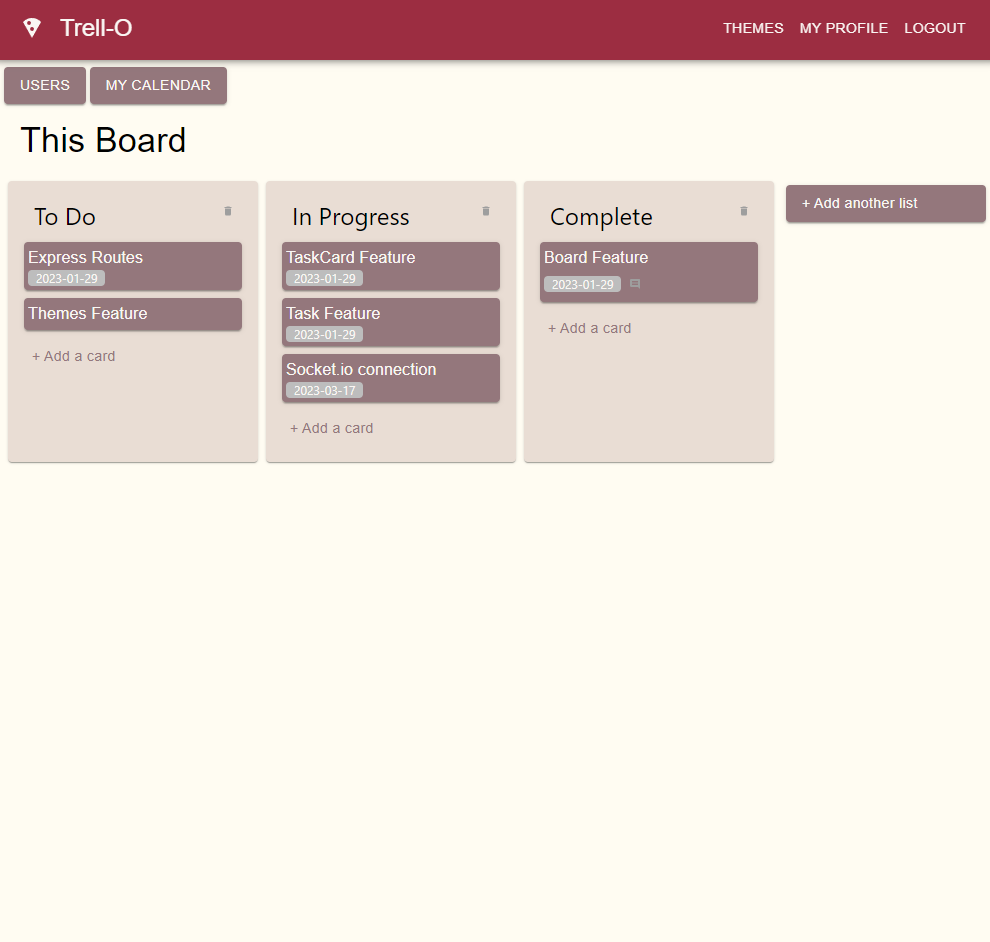 Trell-O
THEMES MY PROFILE LOGOUT
USERS MY CALENDAR
This Board
To Do
Express Routes
2023-01-29
Themes Feature
+ Add a card
In Progress
TaskCard Feature
2023-01-29
Task Feature
2023-01-29
Socket.io connection
2023-03-17
+ Add a card
Complete
Board Feature
2023-01-29
+ Add a card
+ Add another list